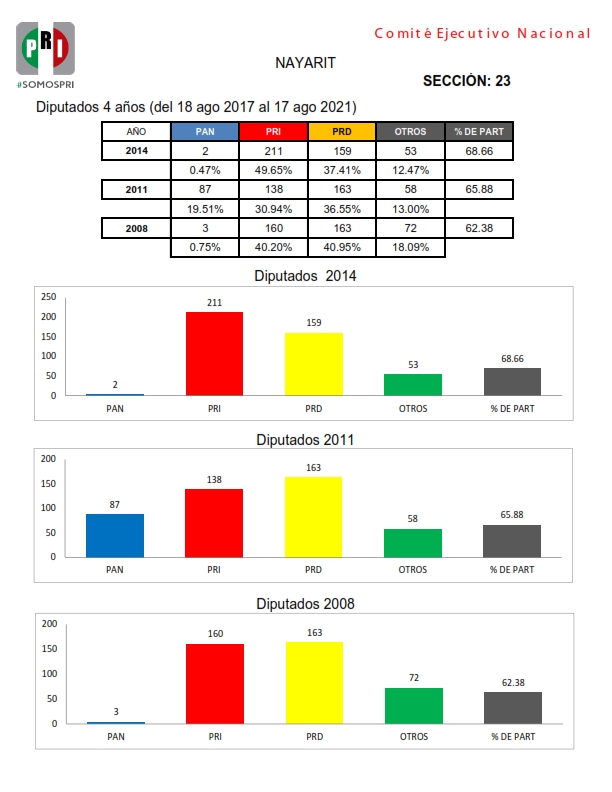 PRI
#SOMOSPRI
Comité Ejecutivo Nacional
NAYARIT
SECCIÓN: 23
Diputados 4 años (del 18 ago 2017 al 17 ago 2021)
AÑO PAN PRI PRD OTROS % DE PART
2014 2 211 159 53 68.66
0.47% 49.65% 37.41% 12.47%
2011 87 138 163 58 65.88
19.51% 30.94% 36.55% 13.00%
2008 3 160 163 72 62.38
0.75% 40.20% 40.95% 18.09%
Diputados 2014
250
200
150
100
50
0
2 211 159 53 68.66
PAN PRI PRD OTROS % DE PART
Diputados 2011
200
150
100
50
0
87 138 163 58 65.88
PAN PRI PRD OTROS % DE PART
Diputados 2008
200
150
100
50
0
3 160 163 72 62.38
PAN PRI PRD OTROS % DE PART